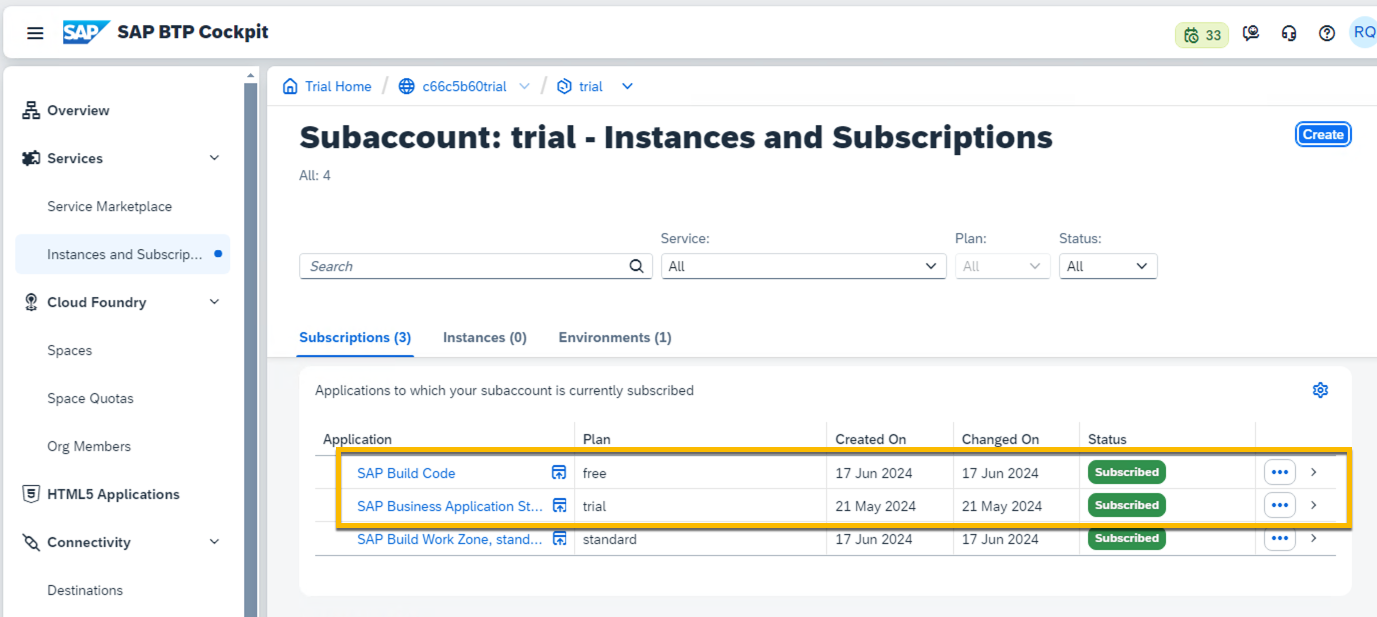 SAP SAP BTP Cockpit 33 RQ
Overview
Services
Service Marketplace
Instances and Subscrip...
Cloud Foundry
Spaces
Space Quotas
Org Members
HTML5 Applications
Connectivity
Destinations
Trial Home / c66c5b60trial / trial
Subaccount: trial - Instances and Subscriptions Create
All: 4
Service: Plan: Status:
Search All All All
Subscriptions (3) Instances (0) Environments (1)
Applications to which your subaccount is currently subscribed
Application Plan Created On Changed On Status
SAP Build Code free 17 Jun 2024 17 Jun 2024 Subscribed
SAP Business Application St... trial 21 May 2024 21 May 2024 Subscribed
SAP Build Work Zone, stand... standard 17 Jun 2024 17 Jun 2024 Subscribed